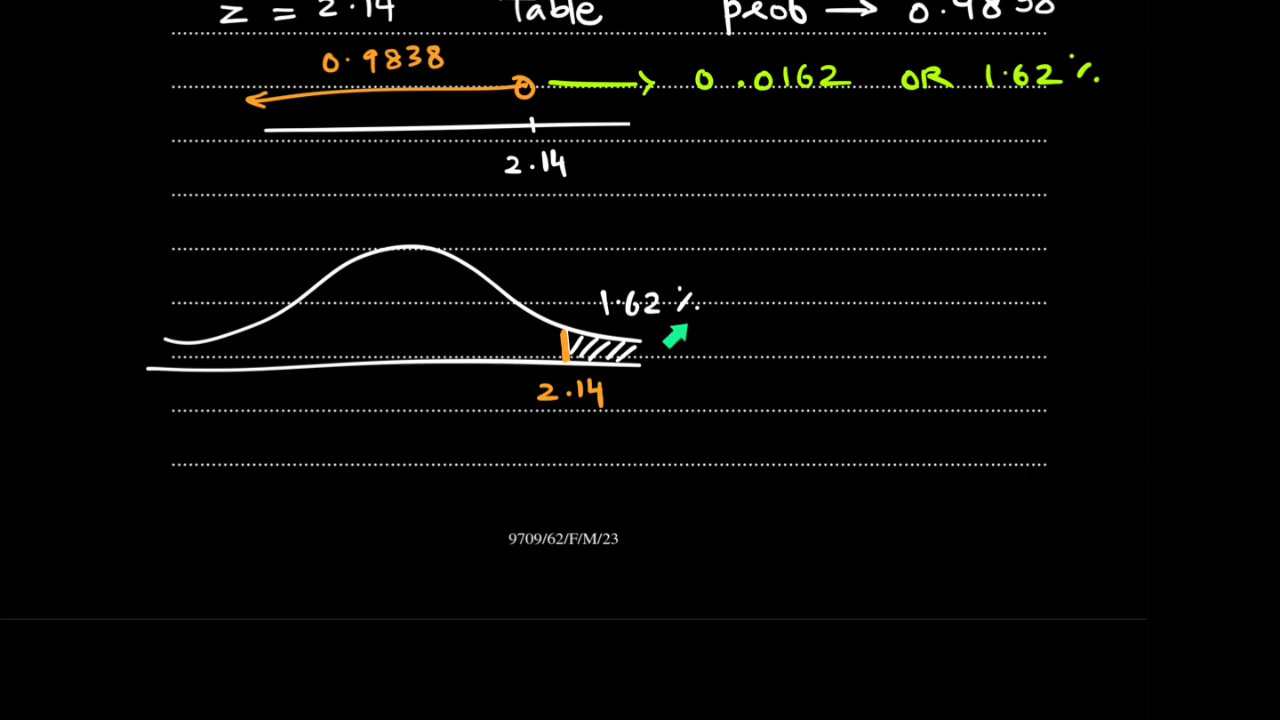 z = 2.14 Table prob → 0.9838
0.9838 → 0.0162 OR 1.62%
2.14
1.62%
2.14
9709/62/F/M/23